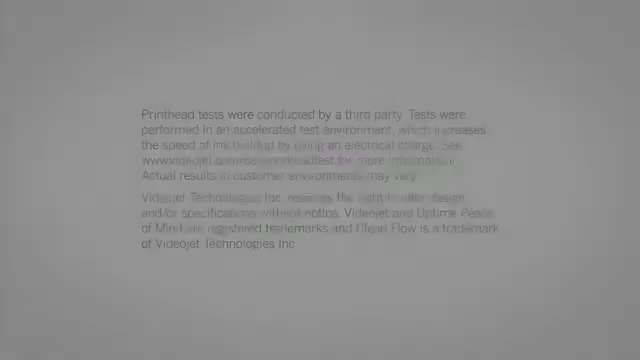 Printhead tests were conducted by a third party. Tests were
performed in an accelerated test environment, which increases
the speed of ink buildup by using an electrical charge. See
for more information.
Actual results in customer environments may vary.
Videojet Technologies Inc. reserves the right to alter design
and/or specifications without notice. Videojet and Uptime Peace
of Mind are registered trademarks and Clean Flow is a trademark
of Videojet Technologies Inc.